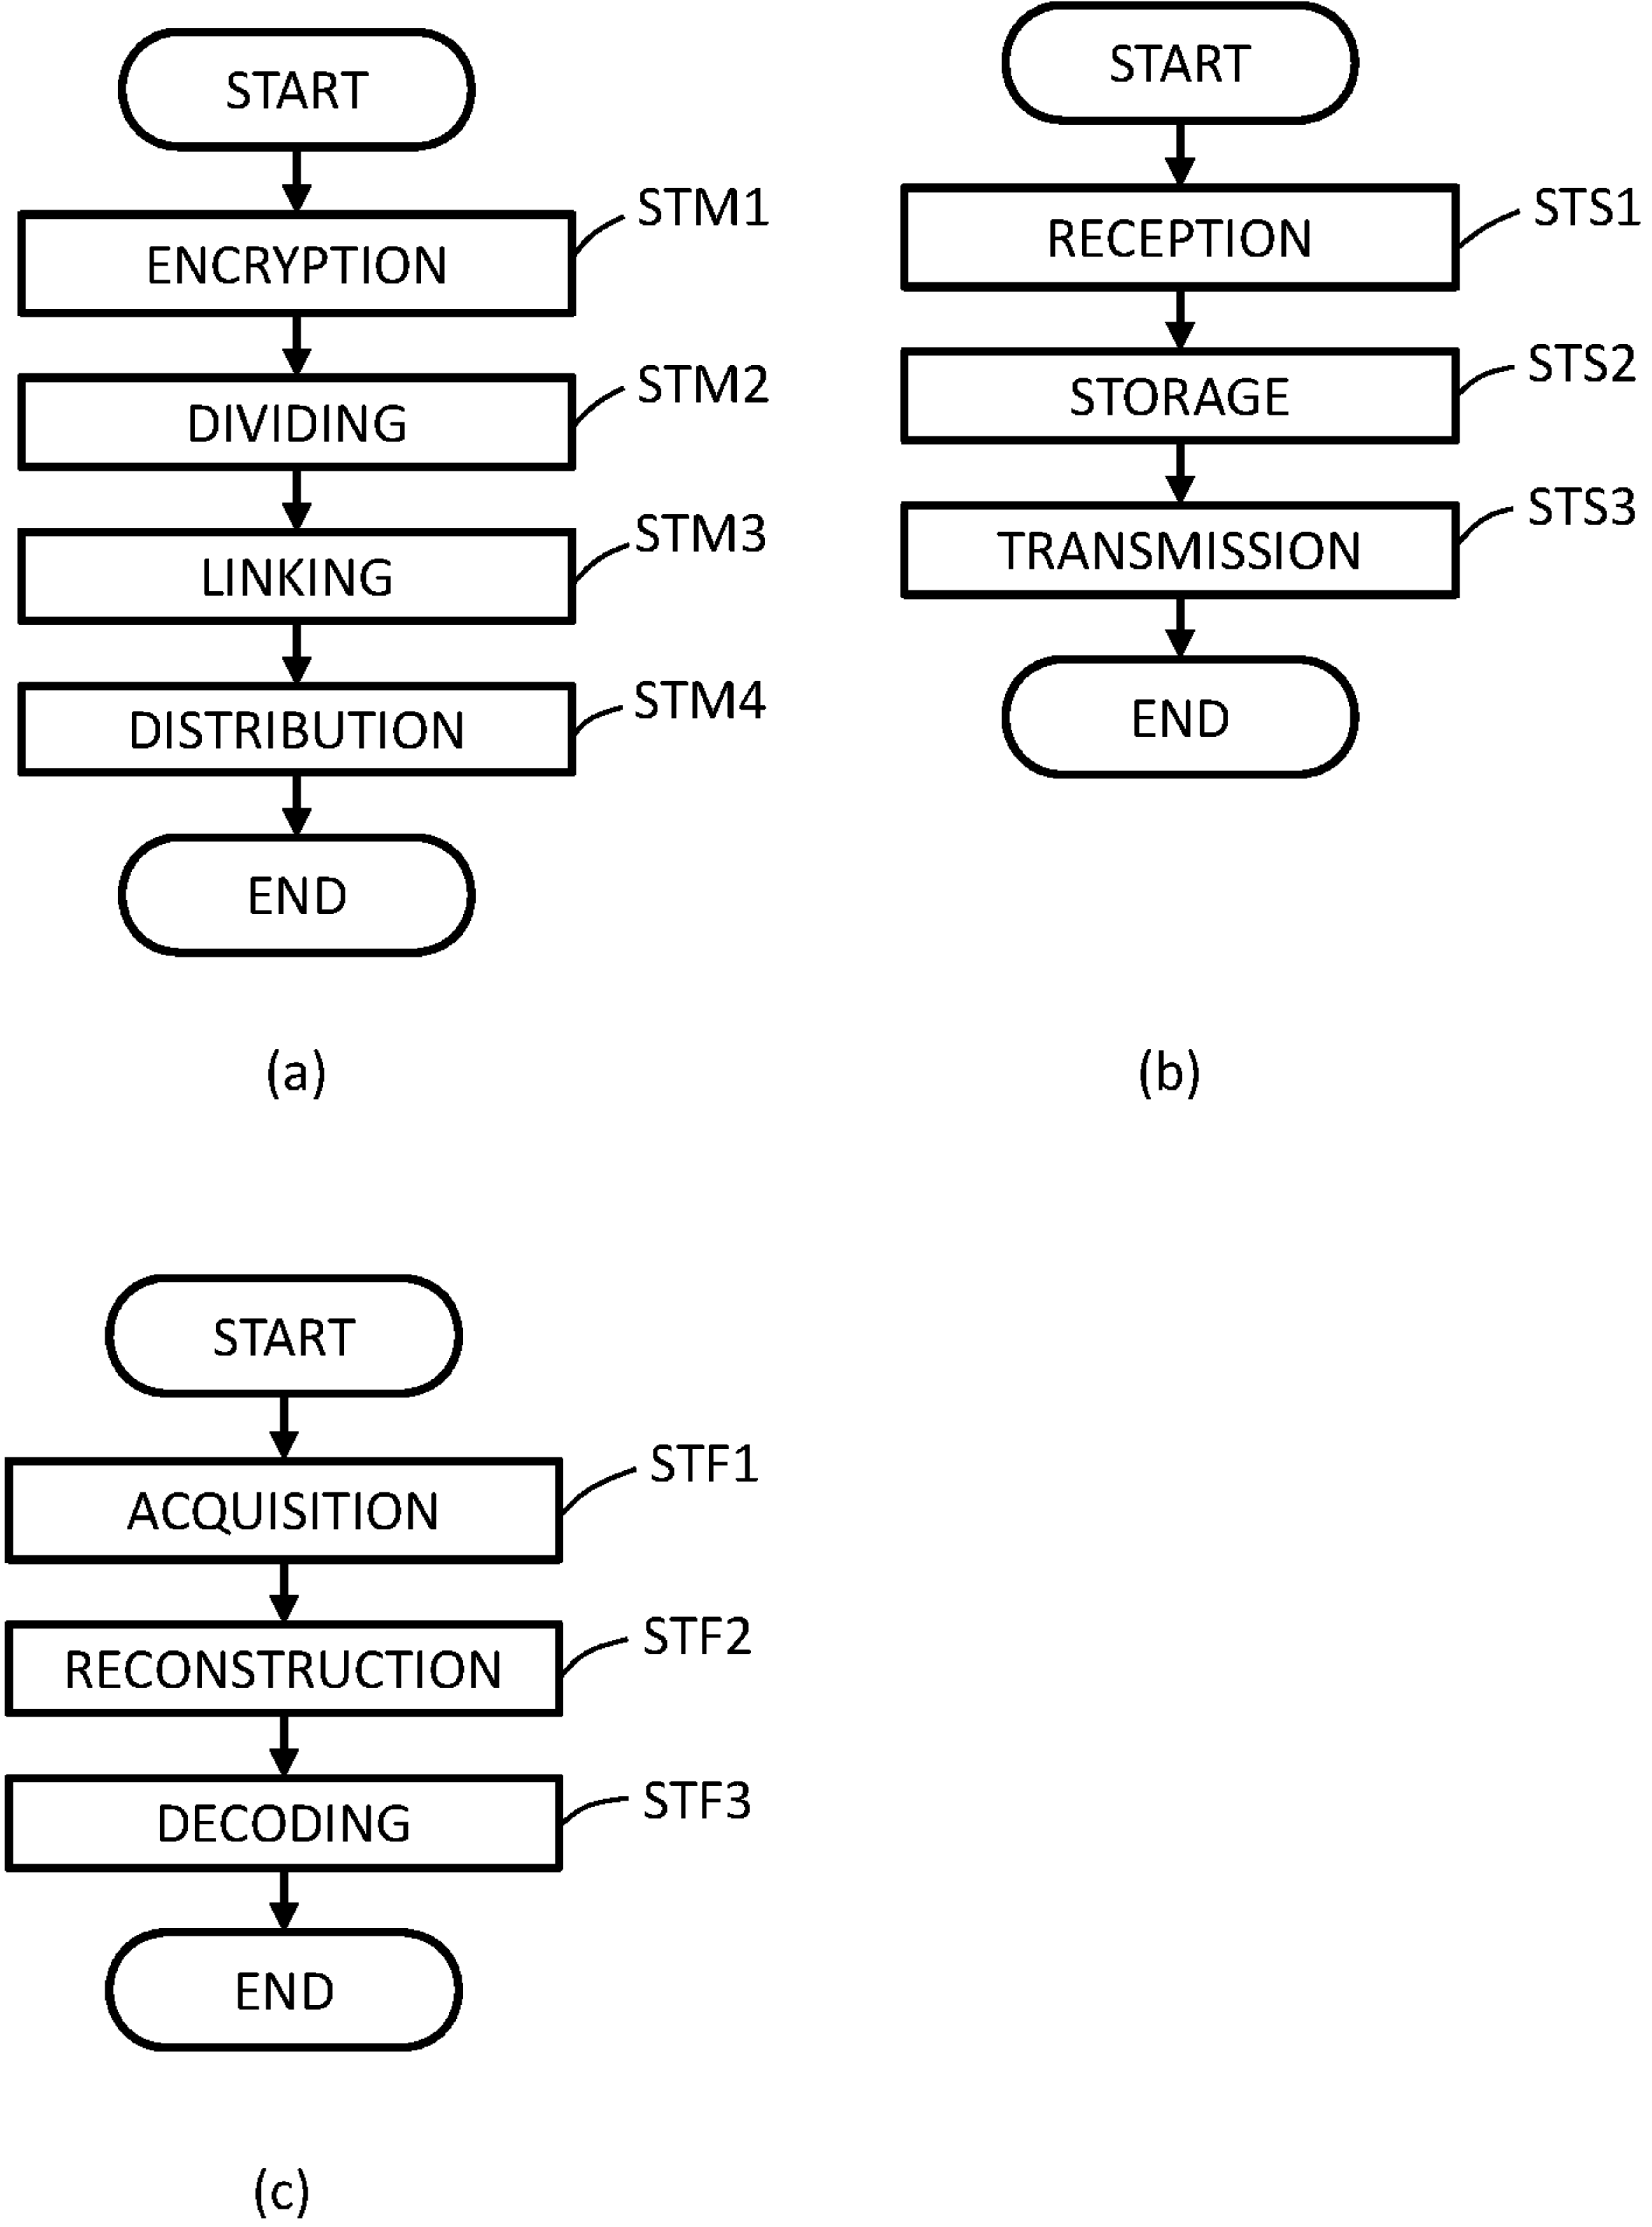 START
ENCRYPTION
STM1
DIVIDING
STM2
LINKING
STM3
DISTRIBUTION
STM4
END
(a)
START
RECEPTION
STS1
STORAGE
STS2
TRANSMISSION
STS3
END
(b)
START
ACQUISITION
STF1
RECONSTRUCTION
STF2
DECODING
STF3
END
(c)